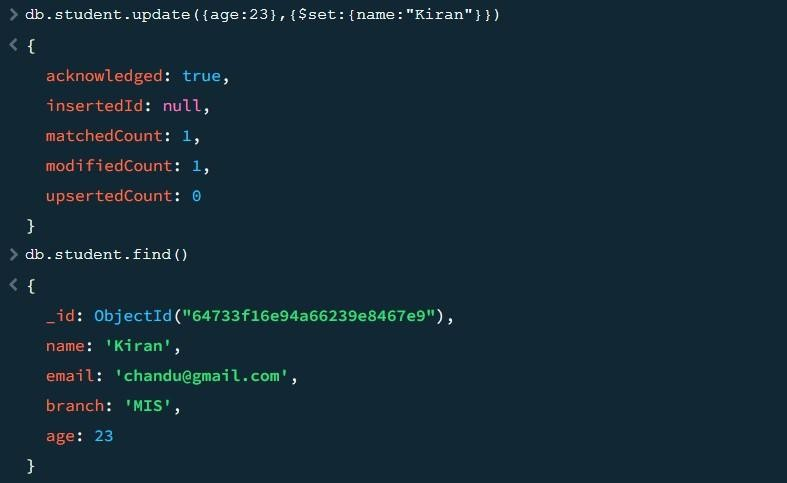 > db.student.update({age:23},{$set:{name:"Kiran"}})
< {
acknowledged: true,
insertedId: null,
matchedCount: 1,
modifiedCount: 1,
upsertedCount: 0
}
> db.student.find()
< {
_id: ObjectId("64733f16e94a66239e8467e9"),
name: 'Kiran',
email: 'chandu@gmail.com',
branch: 'MIS',
age: 23
}